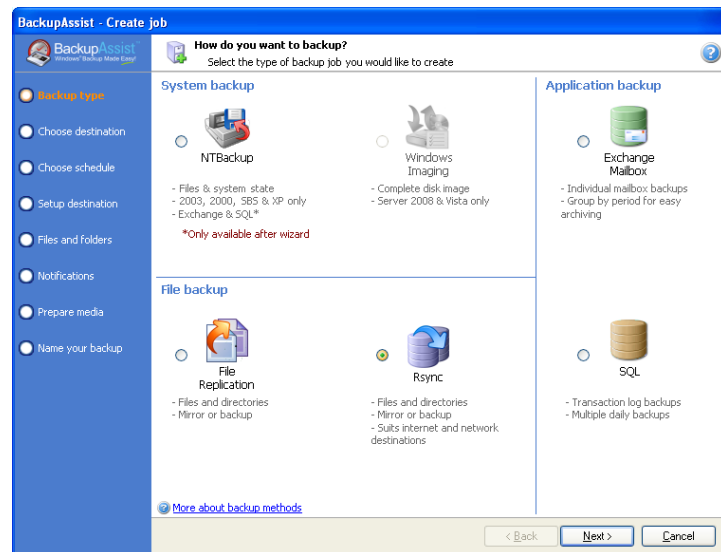 BackupAssist - Create job
BackupAssist
Windows® Backup Made Easy!
How do you want to backup?
Select the type of backup job you would like to create
Backup type
Choose destination
Choose schedule
Setup destination
Files and folders
Notifications
Prepare media
Name your backup
System backup
NTBackup
- Files & system state
- 2003, 2000, SBS & XP only
- Exchange & SQL*
*Only available after wizard
Windows
Imaging
- Complete disk image
- Server 2008 & Vista only
Application backup
Exchange
Mailbox
- Individual mailbox backups
- Group by period for easy
archiving
File backup
File
Replication
- Files and directories
- Mirror or backup
Rsync
- Files and directories
- Mirror or backup
- Suits internet and network
destinations
SQL
- Transaction log backups
- Multiple daily backups
More about backup methods
< Back
Next >
Cancel